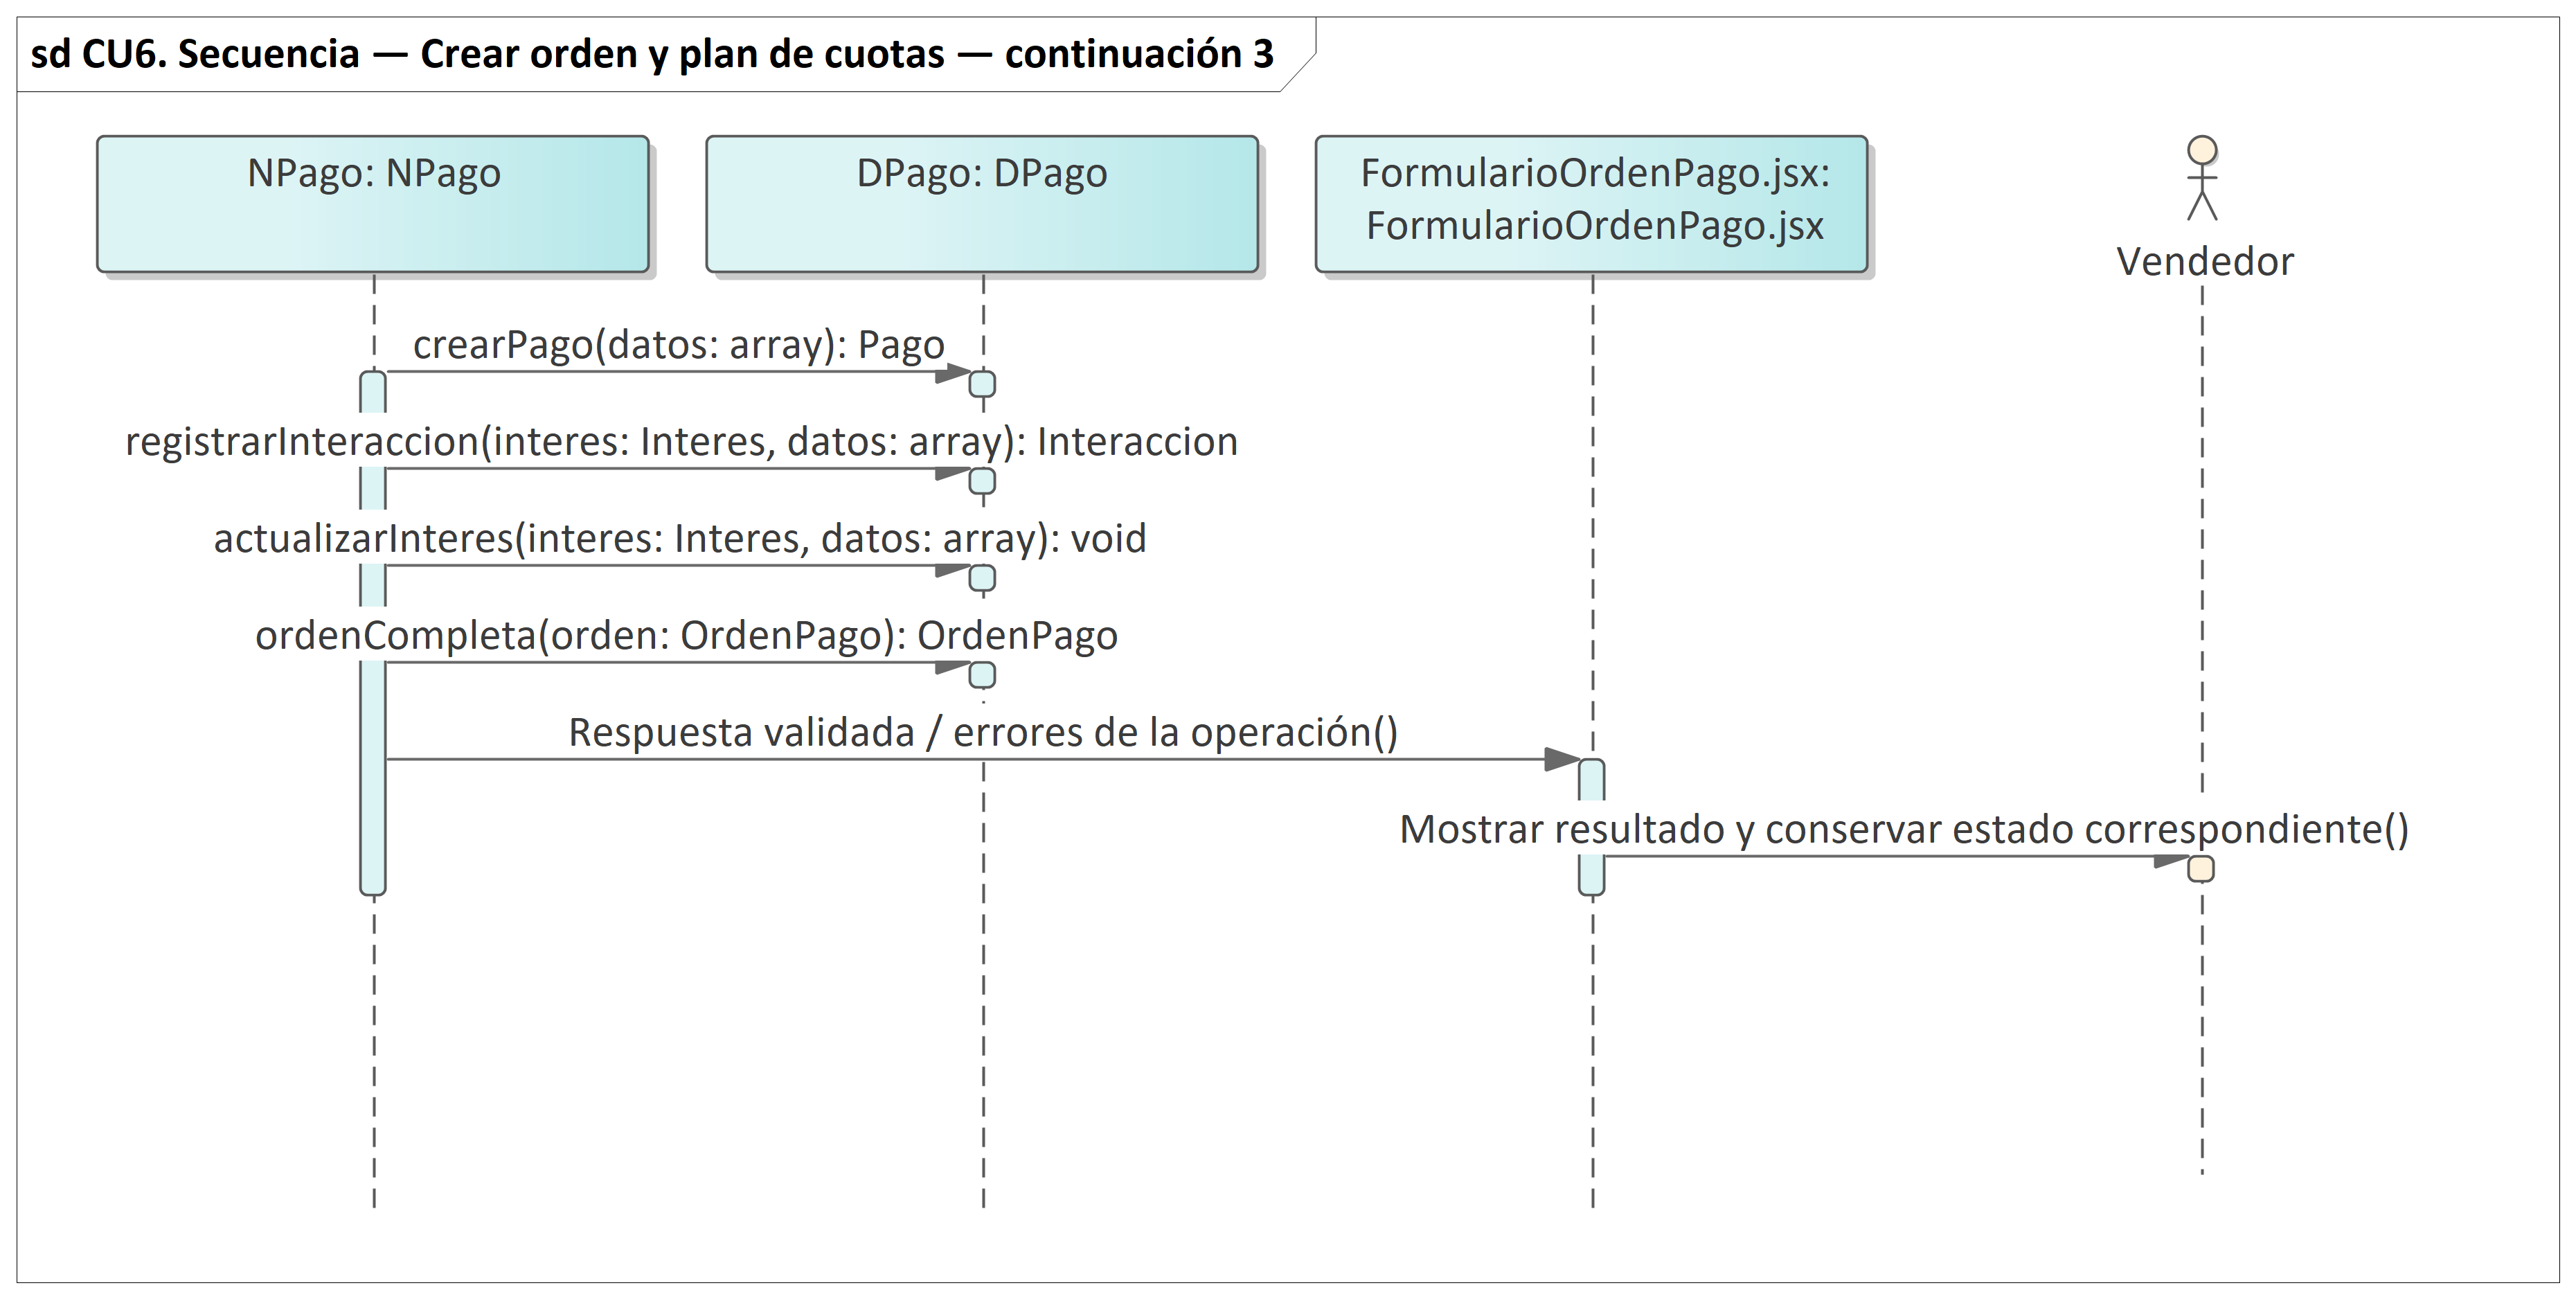 sd CU6. Secuencia — Crear orden y plan de cuotas — continuación 3
NPago: NPago
DPago: DPago
FormularioOrdenPago.jsx:
FormularioOrdenPago.jsx
Vendedor
crearPago(datos: array): Pago
registrarInteraccion(interes: Interes, datos: array): Interaccion
actualizarInteres(interes: Interes, datos: array): void
ordenCompleta(orden: OrdenPago): OrdenPago
Respuesta validada / errores de la operación()
Mostrar resultado y conservar estado correspondiente()